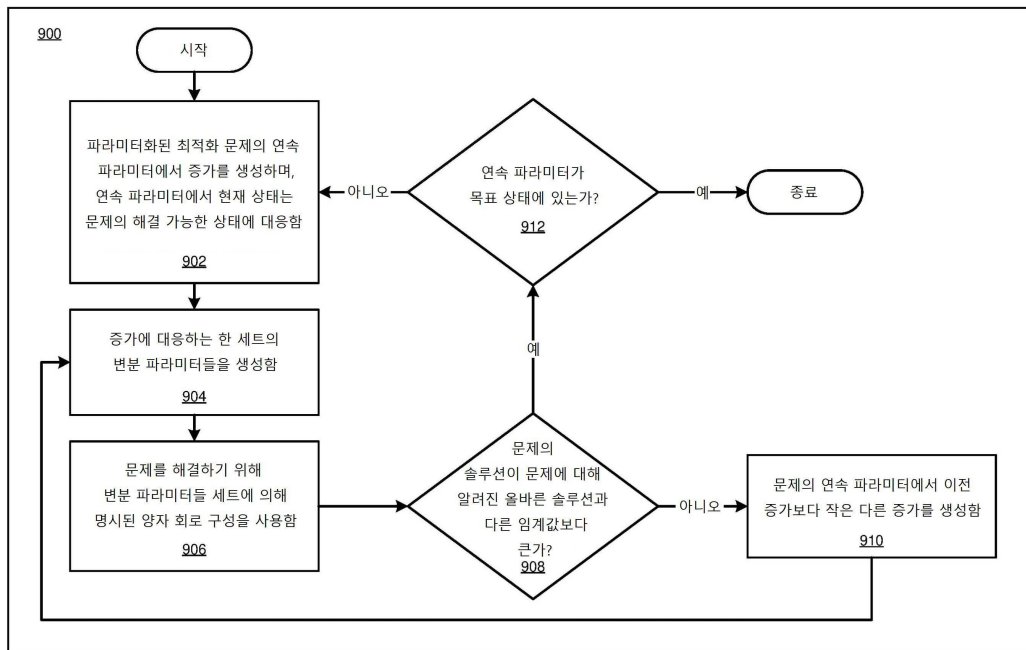 900
시작
파라미터화된 최적화 문제의 연속
파라미터에서 증가를 생성하며,
연속 파라미터에서 현재 상태는
문제의 해결 가능한 상태에 대응함
902
증가에 대응하는 한 세트의
변분 파라미터들을 생성함
904
문제를 해결하기 위해
변분 파라미터들 세트에 의해
명시된 양자 회로 구성을 사용함
906
문제의
솔루션이 문제에 대해
알려진 올바른 솔루션과
다른 임계값보다
큰가?
908
아니오
문제의 연속 파라미터에서 이전
증가보다 작은 다른 증가를 생성함
910
예
연속 파라미터가
목표 상태에 있는가?
912
아니오
예
종료